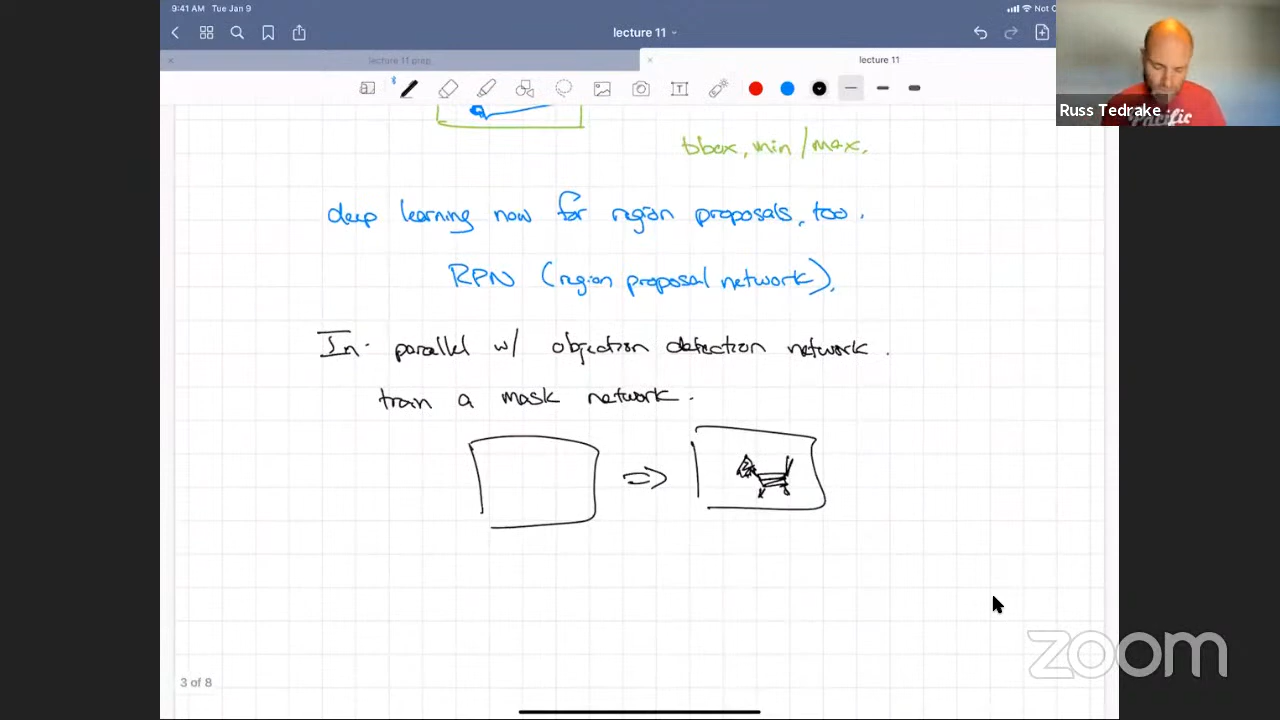 9:41 AM Tue Jan 9
Not C
lecture 11
lecture 11 prep
lecture 11
T
Russ Tedrake
Pacific
bbox, min/max.
deep learning now for region proposals, too.
RPN (region proposal network).
In parallel w/ objection detection network.
train a mask network.
3 of 8
zoom